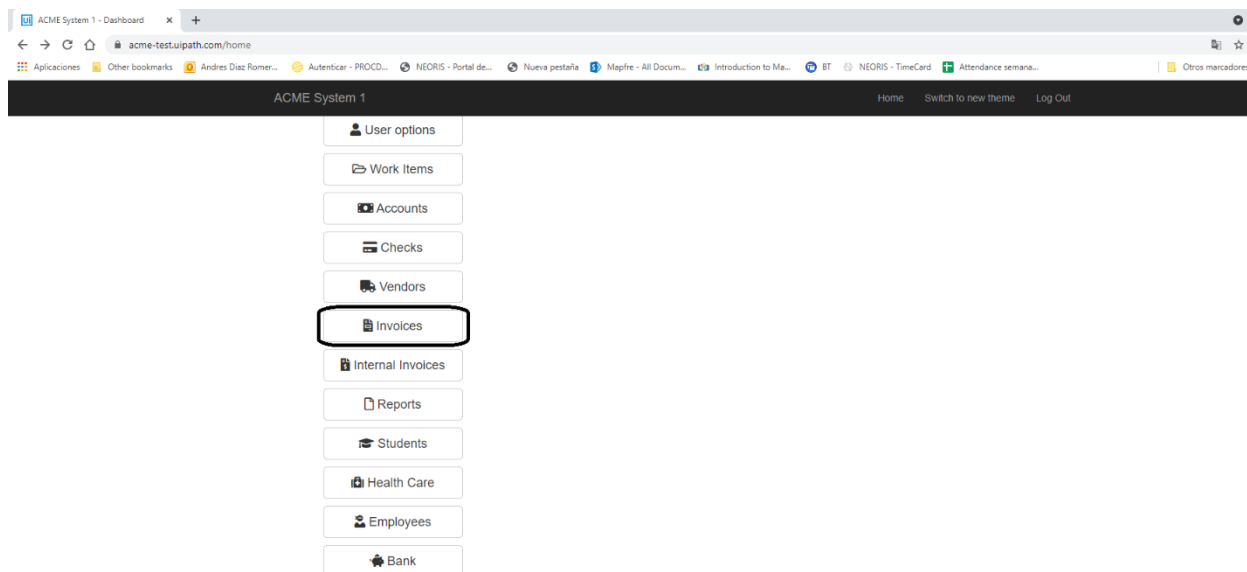 ACME System 1 - Dashboard
acme-test.uipath.com/home
Aplicaciones Other bookmarks Andres Diaz Romer... Autenticar - PROCD... NEORIS - Portal de... Nueva pestaña Mapfre - All Docum... Introduction to Ma... BT NEORIS - TimeCard Attendance semana... Otros marcadores
ACME System 1 Home Switch to new theme Log Out
User options
Work Items
Accounts
Checks
Vendors
Invoices
Internal Invoices
Reports
Students
Health Care
Employees
Bank